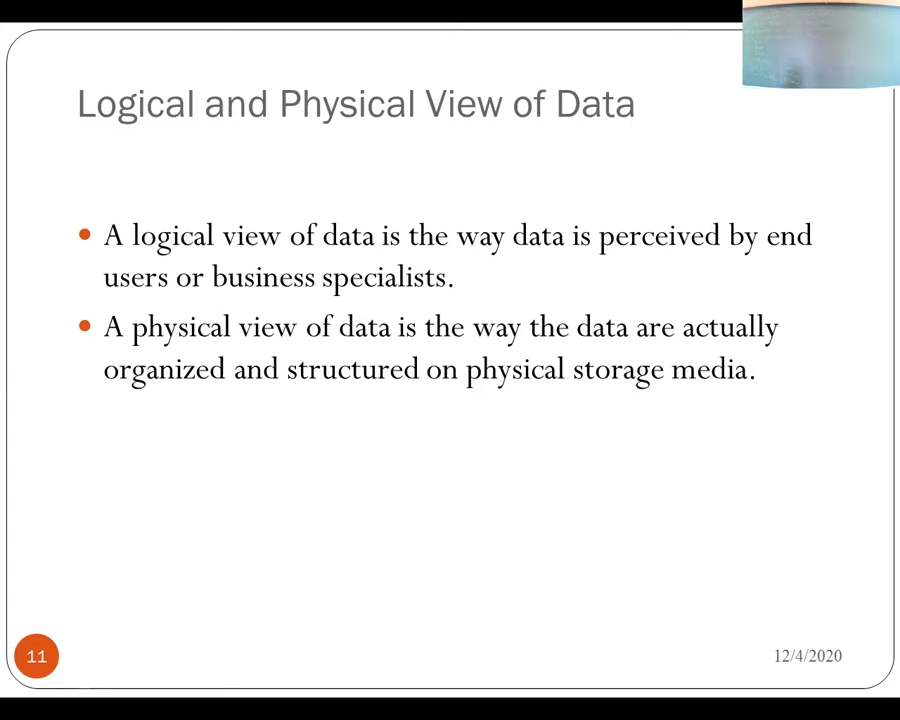 Logical and Physical View of Data
• A logical view of data is the way data is perceived by end
users or business specialists.
• A physical view of data is the way the data are actually
organized and structured on physical storage media.
11
12/4/2020